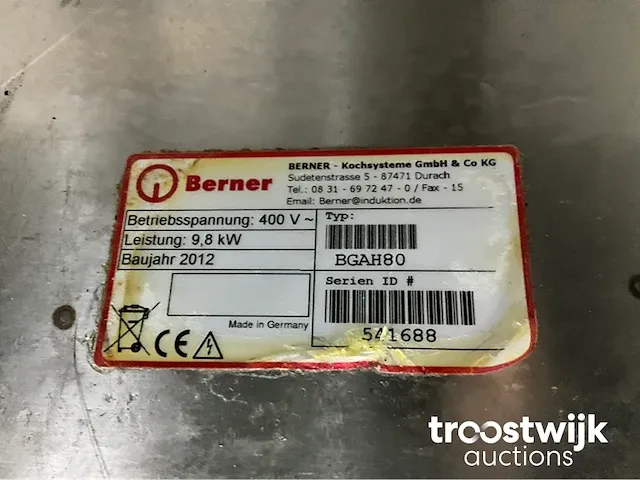 Berner
BERNER - Kochsysteme GmbH & Co KG
Sudetenstrasse 5 - 87471 Durach
Tel.: 08 31 - 69 72 47 - 0 / Fax - 15
Email: Berner@induktion.de
Betriebsspannung: 400 V ~
Leistung: 9,8 kW
Baujahr 2012
Typ:
BGAH80
Serien ID #
541688
Made in Germany
CE
troostwijk
auctions